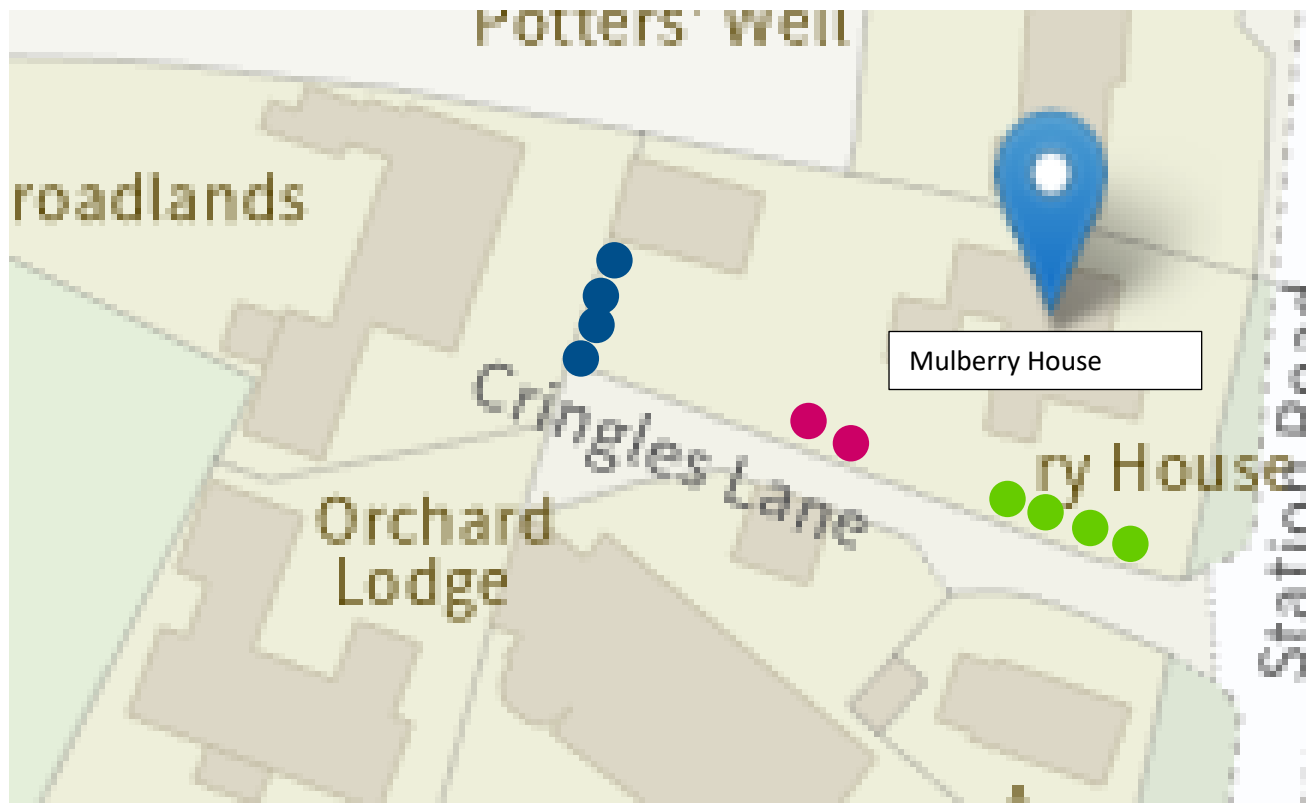 Potters' Well
roadlands
Mulberry House
Cringles Lane
ry House
Station Road
Orchard
Lodge